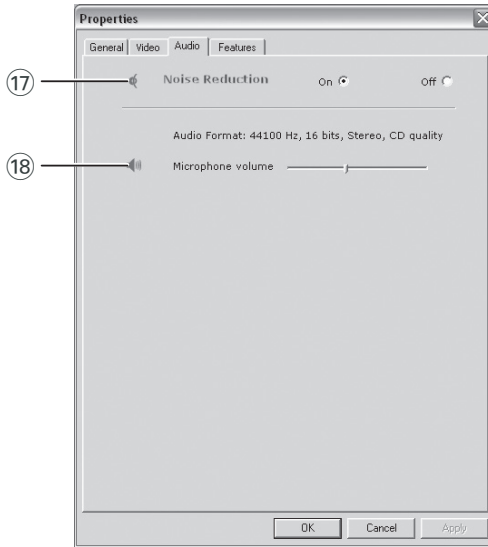 Properties
General Video Audio Features
17 Noise Reduction On Off
Audio Format: 44100 Hz, 16 bits, Stereo, CD quality
18 Microphone volume
OK Cancel Apply